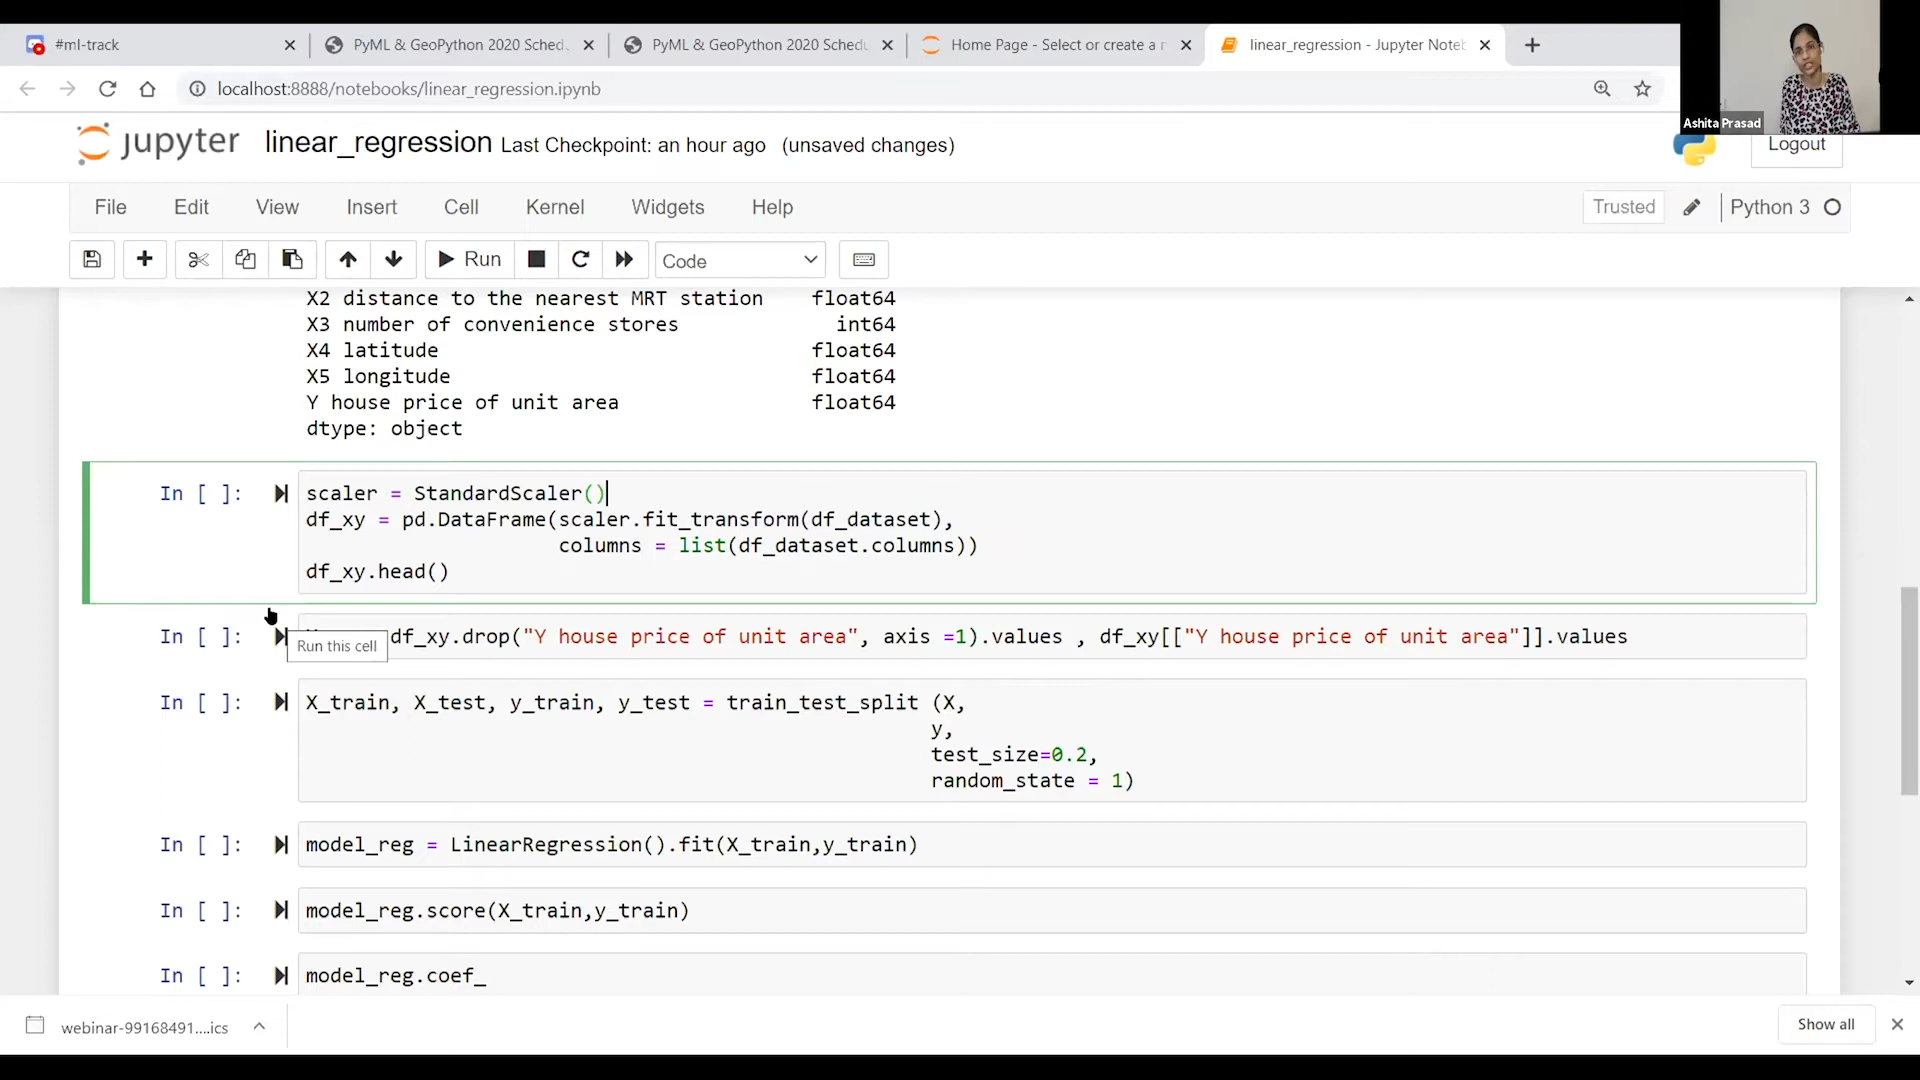 #ml-track
PyML & GeoPython 2020 Sched
PyML & GeoPython 2020 Schedu
Home Page - Select or create a n
linear_regression - Jupyter Noteb
localhost:8888/notebooks/linear_regression.ipynb
Ashita Prasad
jupyter linear_regression Last Checkpoint: an hour ago (unsaved changes)
Logout
File Edit View Insert Cell Kernel Widgets Help
Trusted Python 3
Run Code
X2 distance to the nearest MRT station float64
X3 number of convenience stores int64
X4 latitude float64
X5 longitude float64
Y house price of unit area float64
dtype: object
In [ ]: scaler = StandardScaler()
df_xy = pd.DataFrame(scaler.fit_transform(df_dataset),
columns = list(df_dataset.columns))
df_xy.head()
In [ ]: df_xy.drop("Y house price of unit area", axis =1).values , df_xy[["Y house price of unit area"]].values
Run this cell
In [ ]: X_train, X_test, y_train, y_test = train_test_split (X,
y,
test_size=0.2,
random_state = 1)
In [ ]: model_reg = LinearRegression().fit(X_train,y_train)
In [ ]: model_reg.score(X_train,y_train)
In [ ]: model_reg.coef_
webinar-99168491....ics
Show all